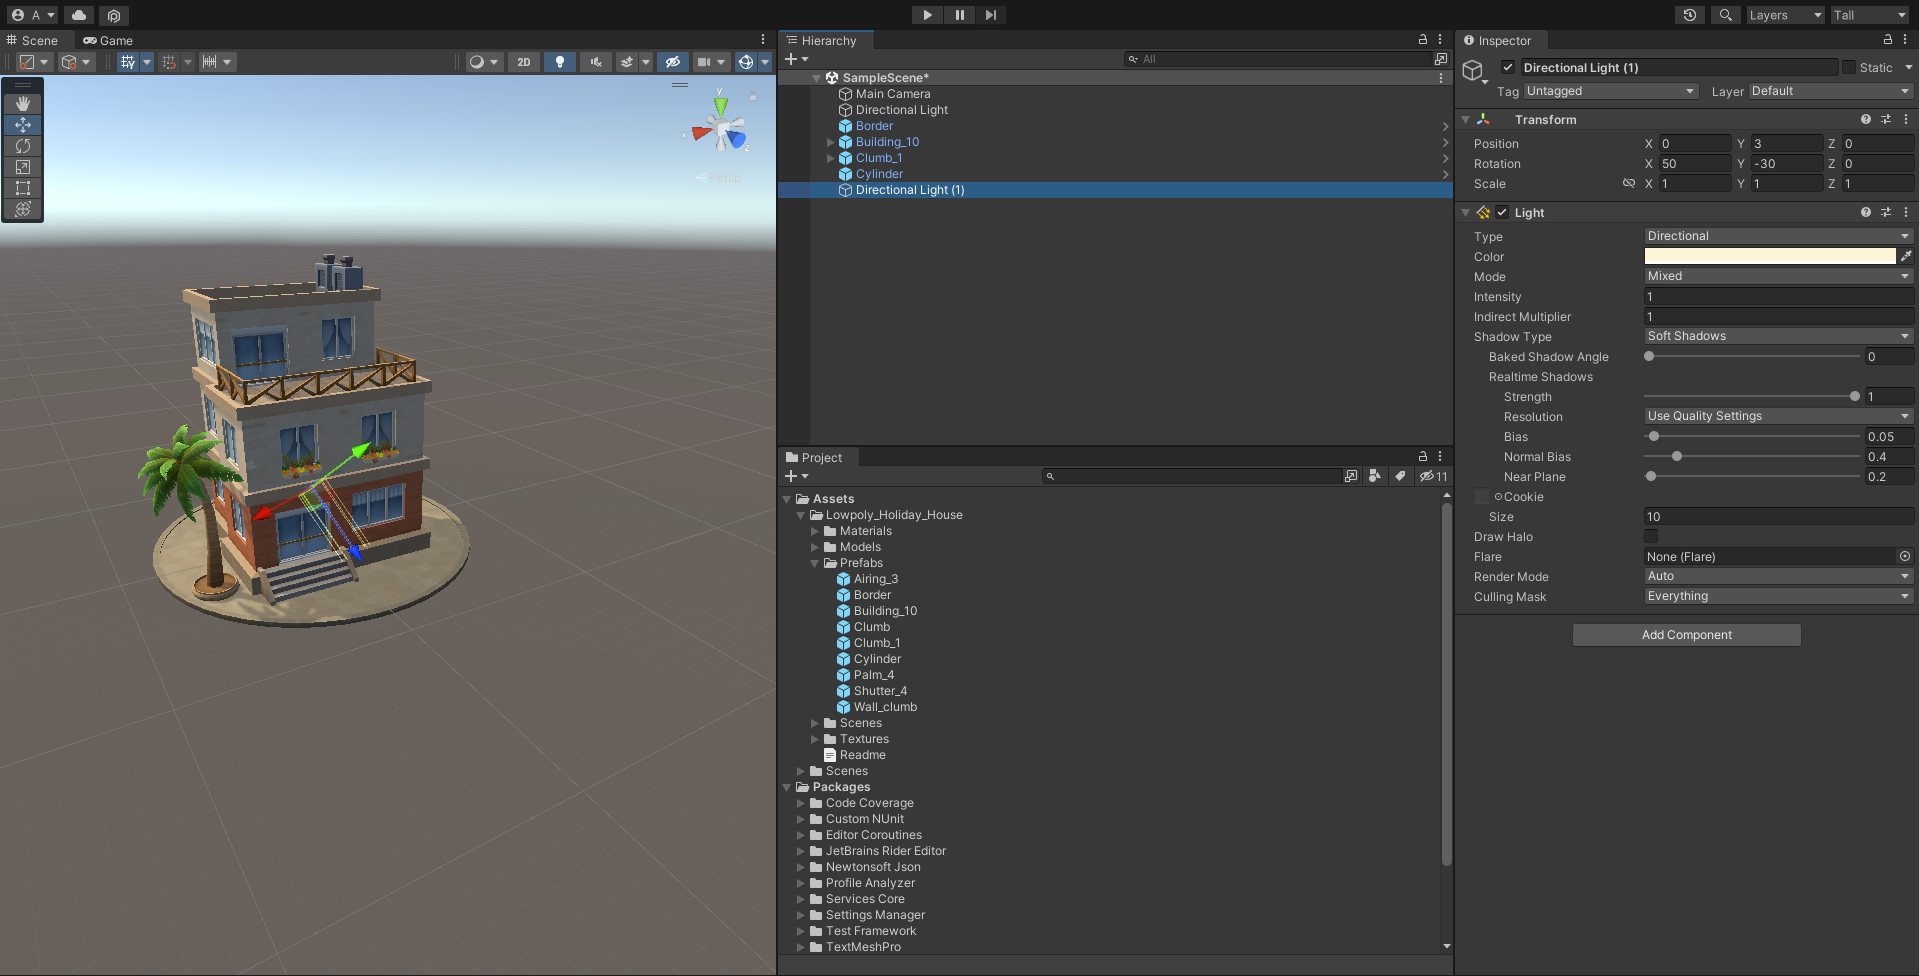 A
Layers
Tall
Scene
Game
2D
y
x
z
Persp
Hierarchy
All
SampleScene*
Main Camera
Directional Light
Border
Building_10
Clumb_1
Cylinder
Directional Light (1)
Project
11
Assets
Lowpoly_Holiday_House
Materials
Models
Prefabs
Airing_3
Border
Building_10
Clumb
Clumb_1
Cylinder
Palm_4
Shutter_4
Wall_clumb
Scenes
Textures
Readme
Scenes
Packages
Code Coverage
Custom NUnit
Editor Coroutines
JetBrains Rider Editor
Newtonsoft Json
Profile Analyzer
Services Core
Settings Manager
Test Framework
TextMeshPro
Inspector
Directional Light (1)
Static
Tag Untagged Layer Default
Transform
Position X 0 Y 3 Z 0
Rotation X 50 Y -30 Z 0
Scale X 1 Y 1 Z 1
Light
Type Directional
Color
Mode Mixed
Intensity 1
Indirect Multiplier 1
Shadow Type Soft Shadows
Baked Shadow Angle 0
Realtime Shadows
Strength 1
Resolution Use Quality Settings
Bias 0.05
Normal Bias 0.4
Near Plane 0.2
Cookie
Size 10
Draw Halo
Flare None (Flare)
Render Mode Auto
Culling Mask Everything
Add Component